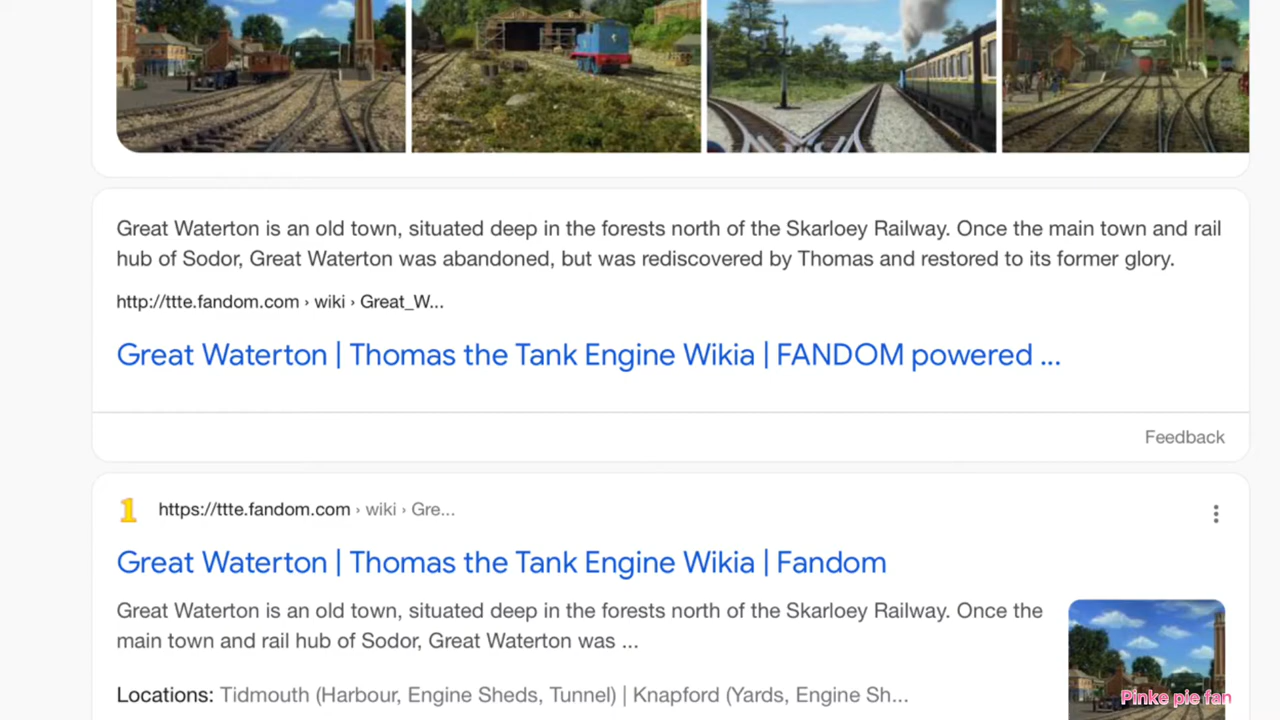 Great Waterton is an old town, situated deep in the forests north of the Skarloey Railway. Once the main town and rail
hub of Sodor, Great Waterton was abandoned, but was rediscovered by Thomas and restored to its former glory.
http://ttte.fandom.com › wiki › Great_W...
Great Waterton | Thomas the Tank Engine Wikia | FANDOM powered ...
Feedback
1 https://ttte.fandom.com › wiki › Gre...
Great Waterton | Thomas the Tank Engine Wikia | Fandom
Great Waterton is an old town, situated deep in the forests north of the Skarloey Railway. Once the
main town and rail hub of Sodor, Great Waterton was ...
Locations: Tidmouth (Harbour, Engine Sheds, Tunnel) | Knapford (Yards, Engine Sh...
Pinke pie fan